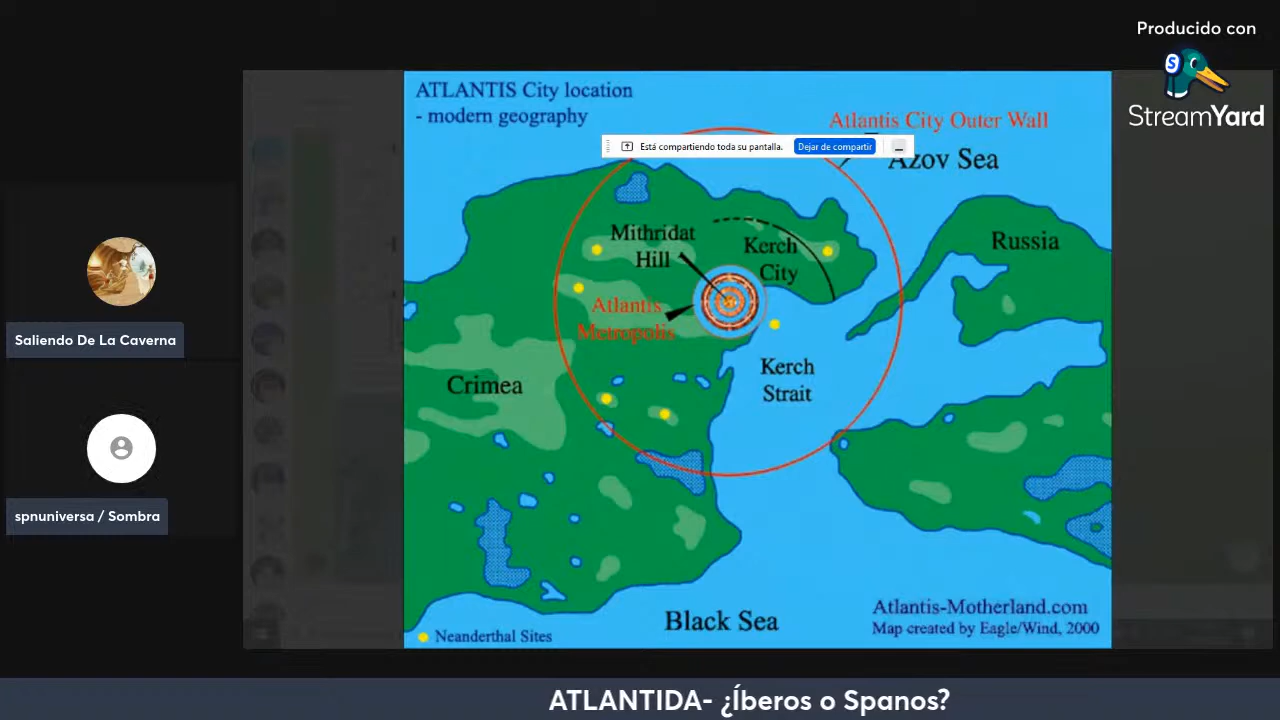 Producido con
StreamYard
ATLANTIS City location
- modern geography
Atlantis City Outer Wall
Está compartiendo toda su pantalla.
Dejar de compartir
Azov Sea
Mithridat
Hill
Kerch
City
Russia
Atlantis
Metropolis
Crimea
Kerch
Strait
Black Sea
Atlantis-Motherland.com
Map created by Eagle/Wind, 2000
Neanderthal Sites
Saliendo De La Caverna
spnuniversa / Sombra
ATLANTIDA- ¿Íberos o Spanos?